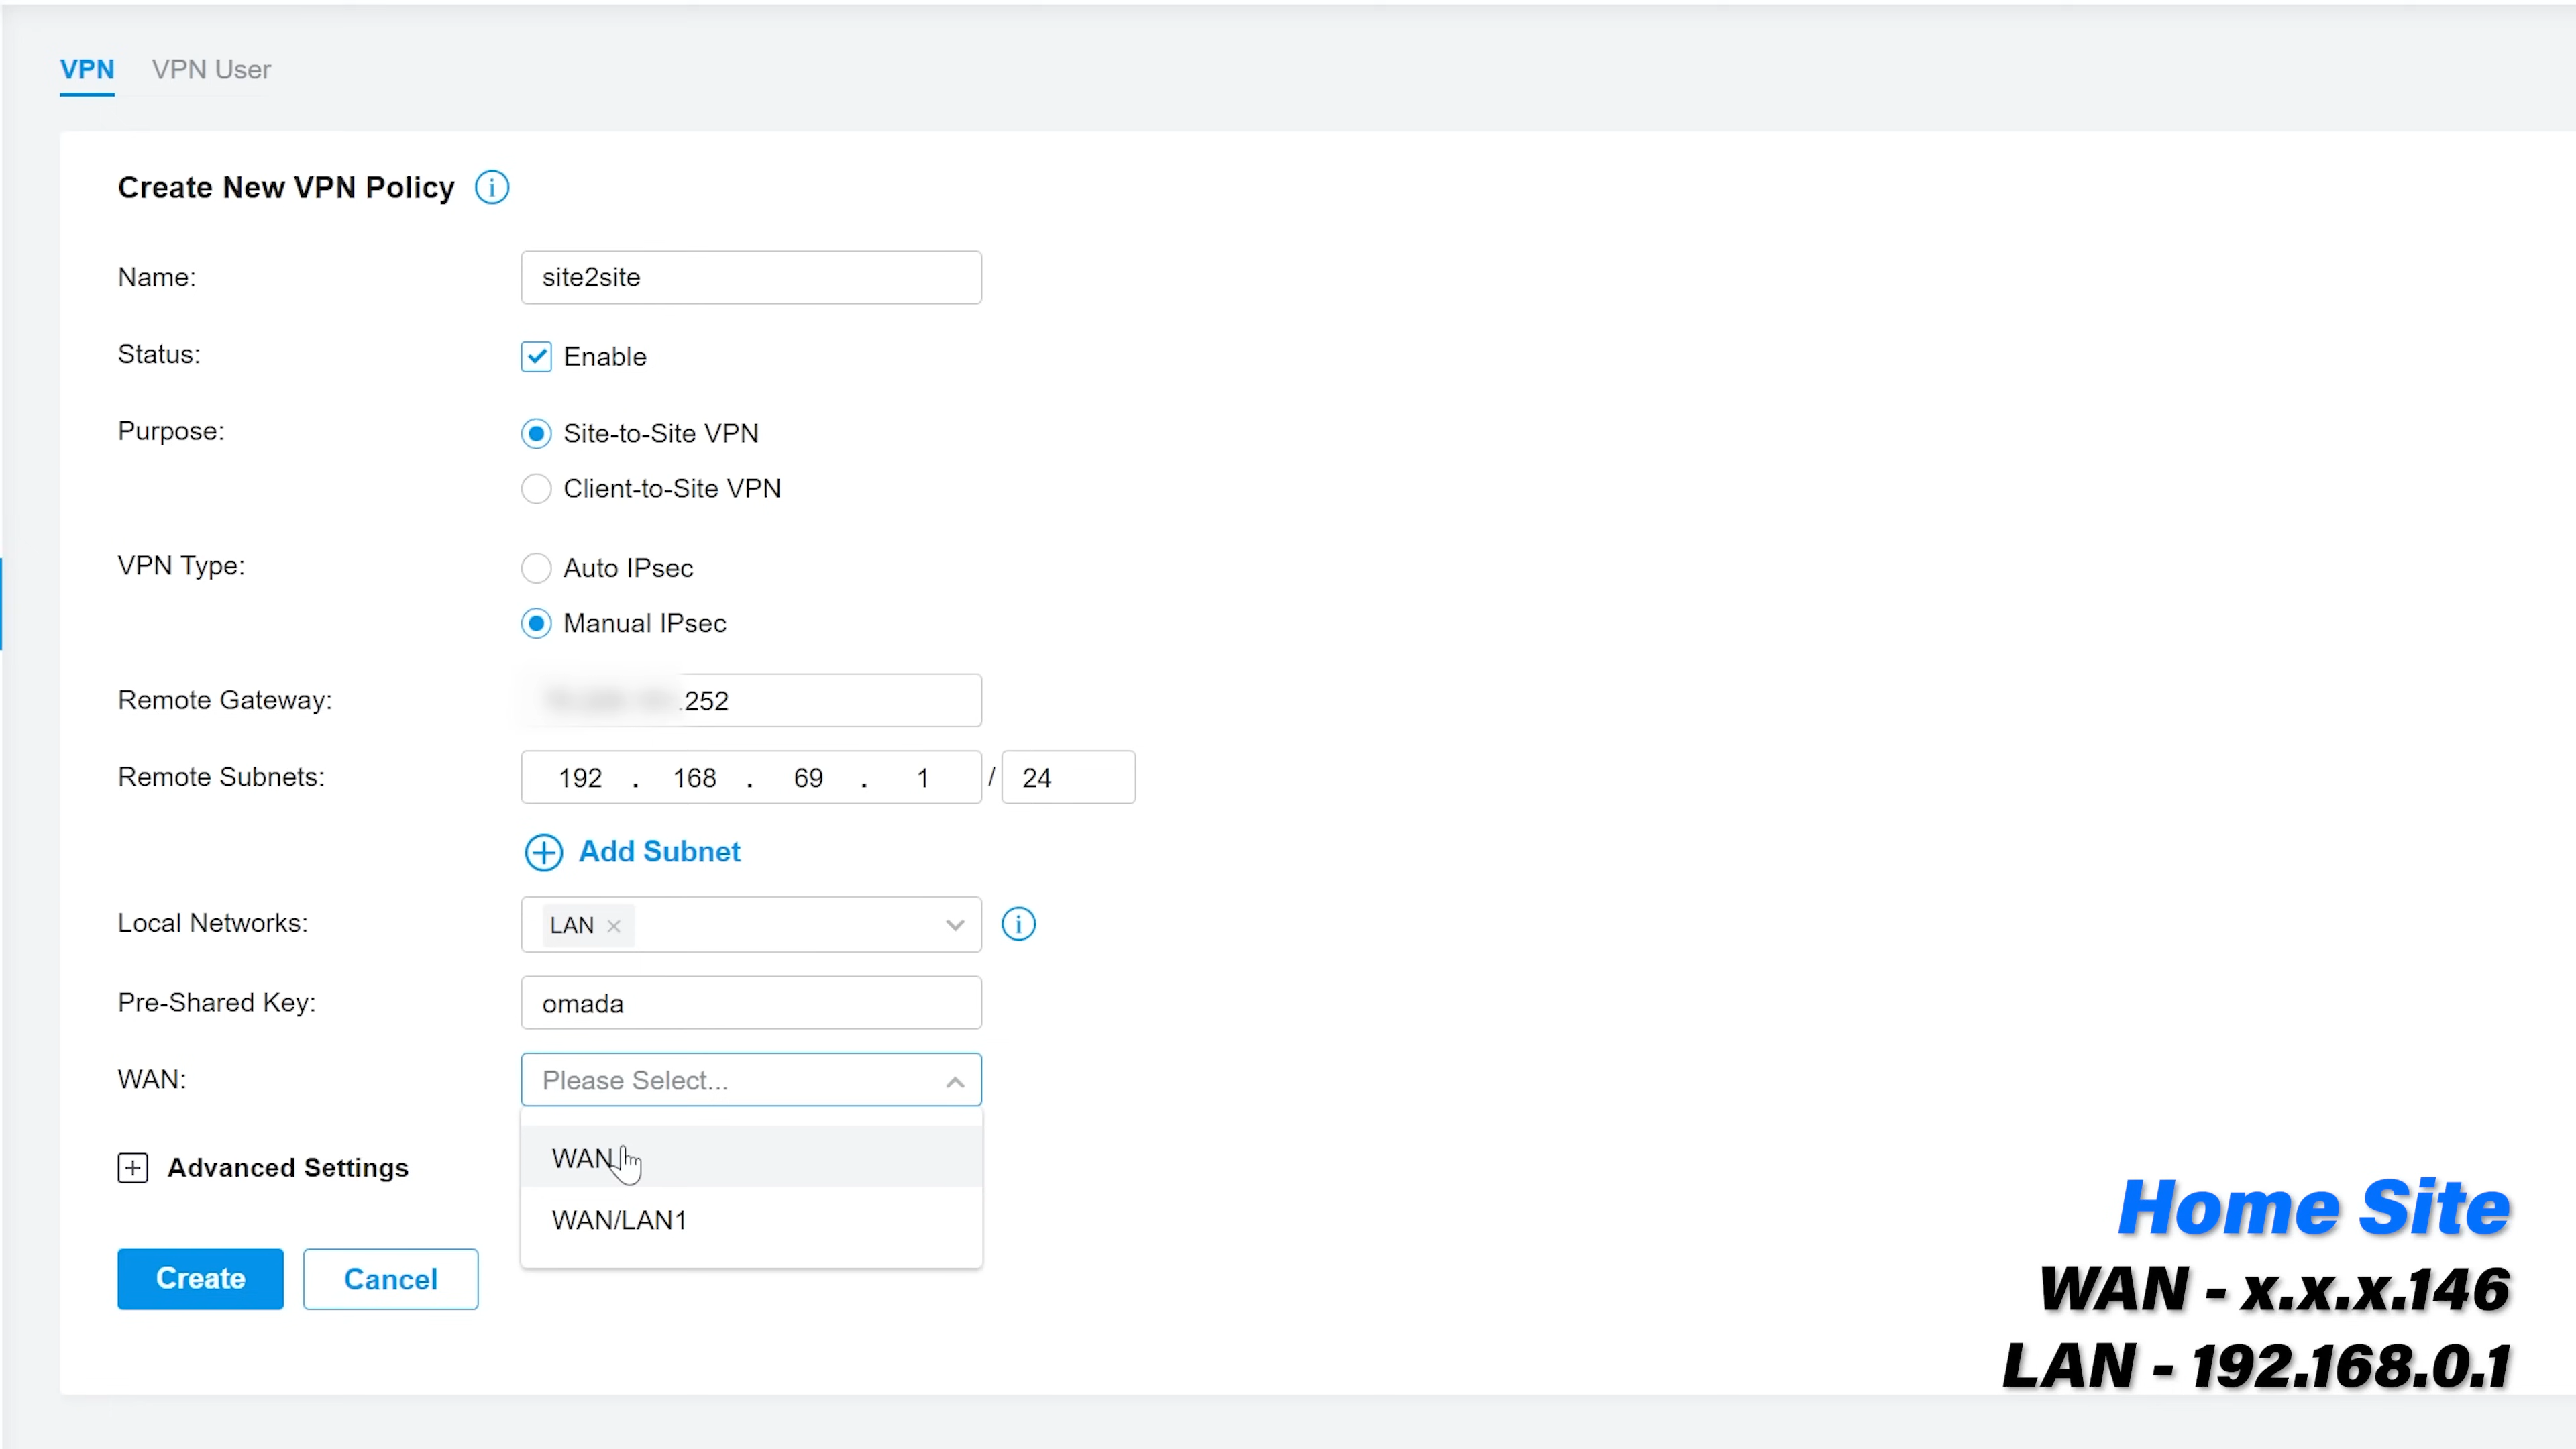 VPN VPN User
Create New VPN Policy
Name: site2site
Status: Enable
Purpose: Site-to-Site VPN
Client-to-Site VPN
VPN Type: Auto IPsec
Manual IPsec
Remote Gateway: .252
Remote Subnets: 192 . 168 . 69 . 1 / 24
Add Subnet
Local Networks: LAN
Pre-Shared Key: omada
WAN: Please Select...
WAN
Advanced Settings
WAN/LAN1
Create Cancel
Home Site
WAN - x.x.x.146
LAN - 192.168.0.1